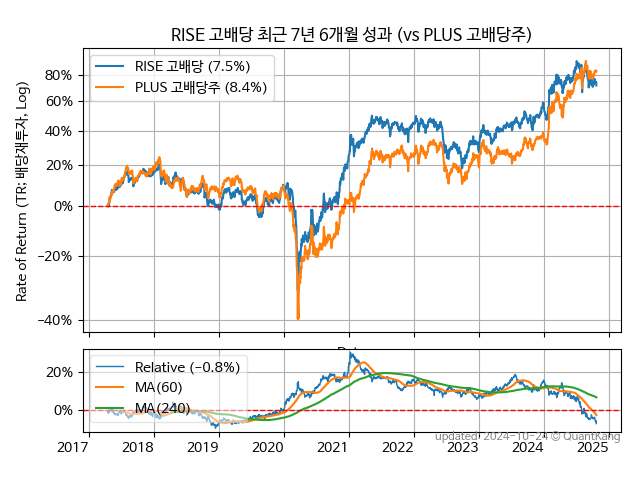 RISE 고배당 최근 7년 6개월 성과 (vs PLUS 고배당주)
Rate of Return (TR: 배당재투자, Log)
80%
60%
40%
20%
0%
−20%
−40%
RISE 고배당 (7.5%)
PLUS 고배당주 (8.4%)
20%
0%
Relative (−0.8%)
MA(60)
MA(240)
2017 2018 2019 2020 2021 2022 2023 2024 2025
updated: 2024-10-24 © QuantKang